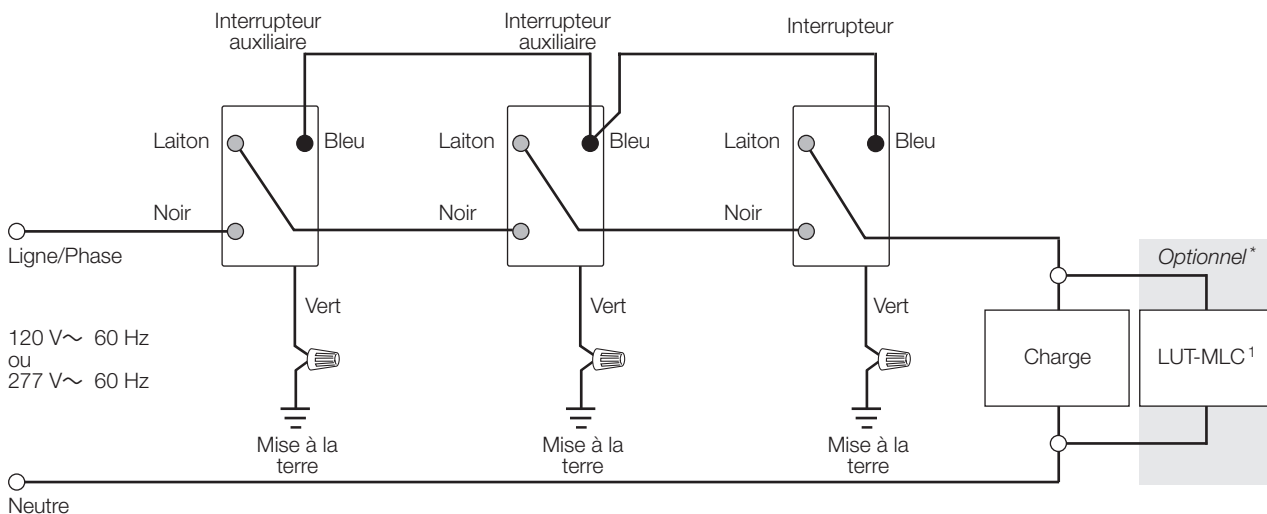 Interrupteur
auxiliaire
Interrupteur
auxiliaire
Interrupteur
Laiton
Bleu
Laiton
Bleu
Laiton
Bleu
Noir
Noir
Noir
Ligne/Phase
Optionnel*
Vert
Vert
Vert
120 V~ 60 Hz
ou
277 V~ 60 Hz
Charge
LUT-MLC¹
Mise à la
terre
Mise à la
terre
Mise à la
terre
Neutre